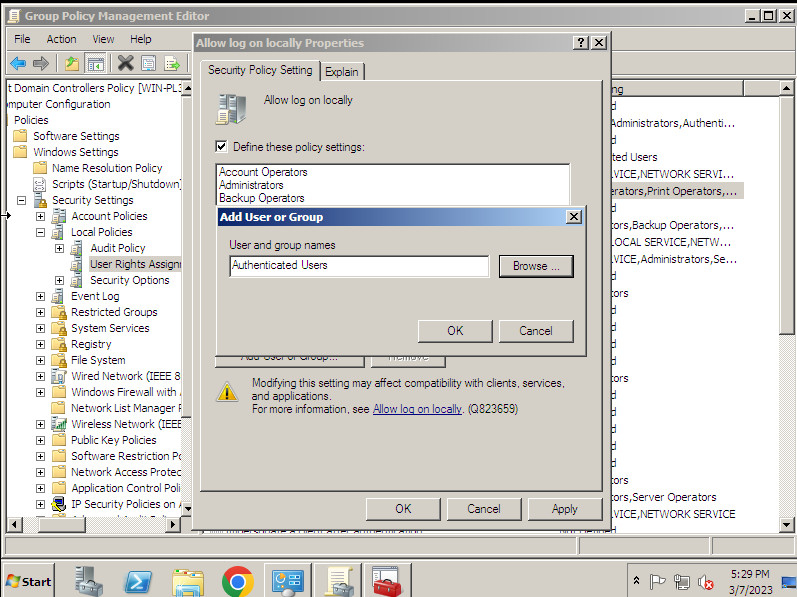 Group Policy Management Editor
File Action View Help
t Domain Controllers Policy [WIN-PL3
mputer Configuration
Policies
Software Settings
Windows Settings
Name Resolution Policy
Scripts (Startup/Shutdown)
Security Settings
Account Policies
Local Policies
Audit Policy
User Rights Assignm
Security Options
Event Log
Restricted Groups
System Services
Registry
File System
Wired Network (IEEE 8
Windows Firewall with
Network List Manager P
Wireless Network (IEEE
Public Key Policies
Software Restriction Po
Network Access Protec
Application Control Poli
IP Security Policies on A
Allow log on locally Properties
Security Policy Setting Explain
Allow log on locally
Define these policy settings:
Account Operators
Administrators
Backup Operators
Add User or Group
User and group names
Authenticated Users Browse ...
OK Cancel
Add User or Group... Remove
Modifying this setting may affect compatibility with clients, services,
and applications.
For more information, see Allow log on locally. (Q823659)
OK Cancel Apply
ng
d
Administrators,Authenti...
d
ted Users
VICE,NETWORK SERVI...
rators,Print Operators,...
d
rs,Backup Operators,...
LOCAL SERVICE,NETW...
VICE,Administrators,Se...
d
tors
d
d
d
tors
d
d
d
d
tors
ors,Server Operators
VICE,NETWORK SERVICE
Start
5:29 PM
3/7/2023